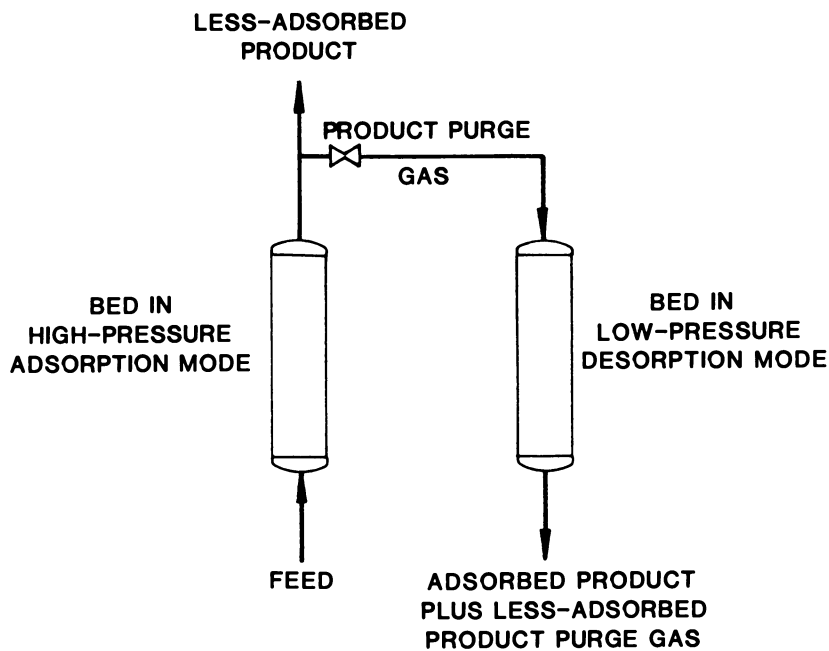 LESS-ADSORBED
PRODUCT
PRODUCT PURGE
GAS
BED IN
HIGH-PRESSURE
ADSORPTION MODE
BED IN
LOW-PRESSURE
DESORPTION MODE
FEED
ADSORBED PRODUCT
PLUS LESS-ADSORBED
PRODUCT PURGE GAS